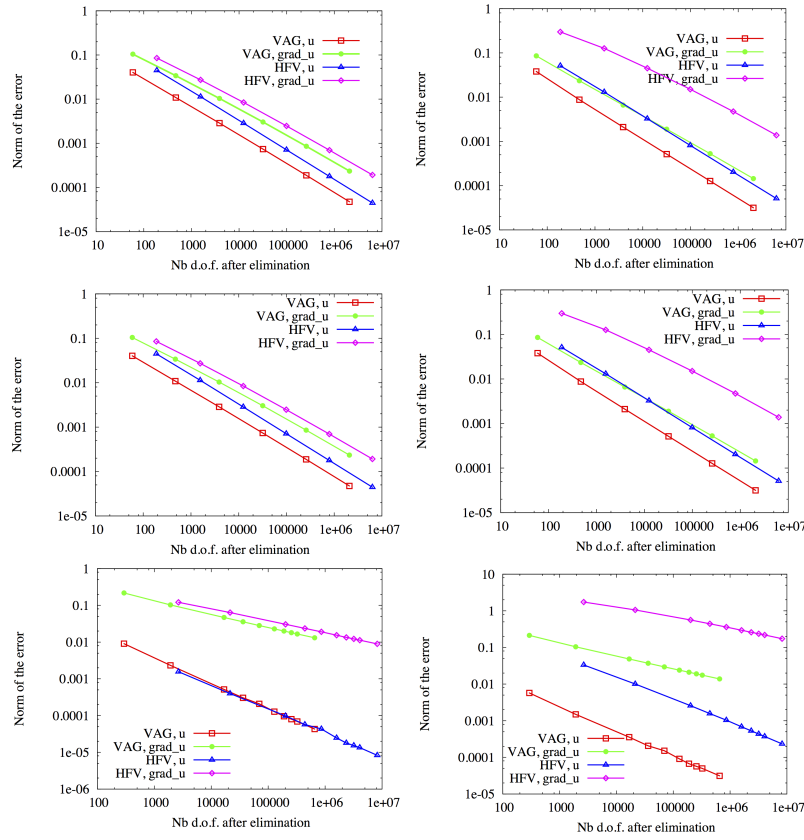 1
0.1
0.01
0.001
0.0001
1e-05
Norm of the error
VAG, u
VAG, grad_u
HFV, u
HFV, grad_u
10 100 1000 10000 100000 1e+06 1e+07
Nb d.o.f. after elimination
1
0.1
0.01
0.001
0.0001
1e-05
Norm of the error
VAG, u
VAG, grad_u
HFV, u
HFV, grad_u
10 100 1000 10000 100000 1e+06 1e+07
Nb d.o.f. after elimination
1
0.1
0.01
0.001
0.0001
1e-05
Norm of the error
VAG, u
VAG, grad_u
HFV, u
HFV, grad_u
10 100 1000 10000 100000 1e+06 1e+07
Nb d.o.f. after elimination
1
0.1
0.01
0.001
0.0001
1e-05
Norm of the error
VAG, u
VAG, grad_u
HFV, u
HFV, grad_u
10 100 1000 10000 100000 1e+06 1e+07
Nb d.o.f. after elimination
1
0.1
0.01
0.001
0.0001
1e-05
1e-06
Norm of the error
VAG, u
VAG, grad_u
HFV, u
HFV, grad_u
100 1000 10000 100000 1e+06 1e+07
Nb d.o.f. after elimination
10
1
0.1
0.01
0.001
0.0001
1e-05
Norm of the error
VAG, u
VAG, grad_u
HFV, u
HFV, grad_u
100 1000 10000 100000 1e+06 1e+07
Nb d.o.f. after elimination